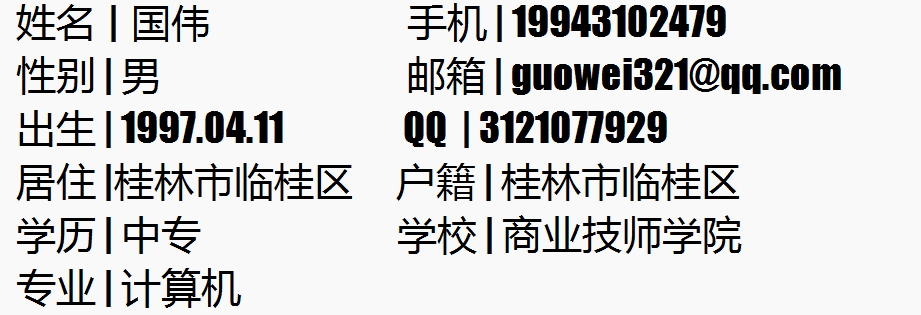 姓名 | 国伟 手机 | 19943102479
性别 | 男 邮箱 | guowei321@qq.com
出生 | 1997.04.11 QQ | 3121077929
居住 |桂林市临桂区 户籍 | 桂林市临桂区
学历 | 中专 学校 | 商业技师学院
专业 | 计算机